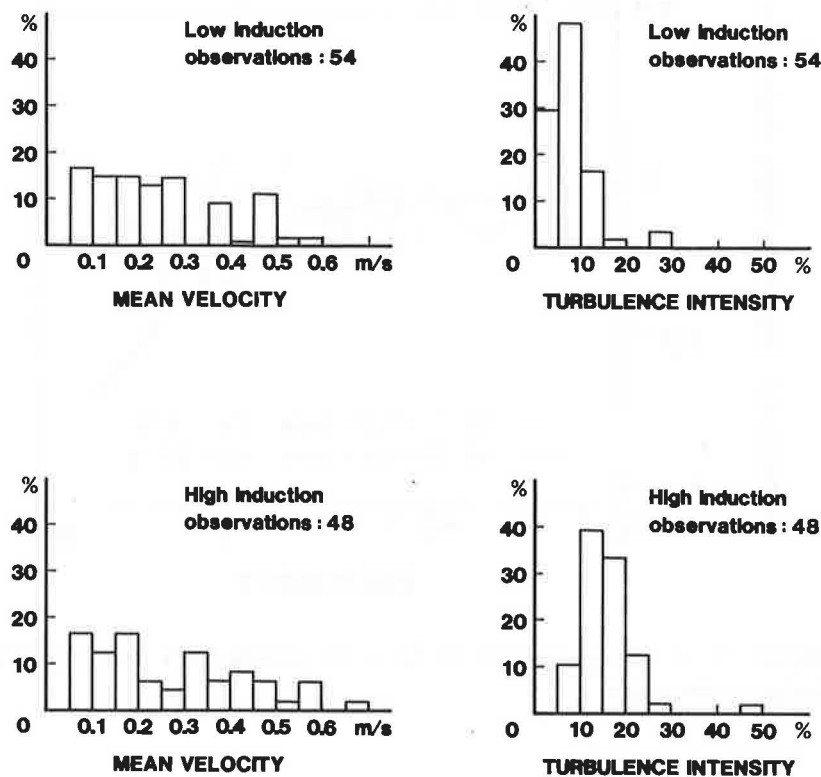 %
40
30
20
10
0
Low induction
observations : 54
0.1 0.2 0.3 0.4 0.5 0.6 m/s
MEAN VELOCITY
%
40
30
20
10
0
Low induction
observations : 54
10 20 30 40 50 %
TURBULENCE INTENSITY
%
40
30
20
10
0
High induction
observations : 48
0.1 0.2 0.3 0.4 0.5 0.6 m/s
MEAN VELOCITY
%
40
30
20
10
0
High induction
observations : 48
10 20 30 40 50 %
TURBULENCE INTENSITY